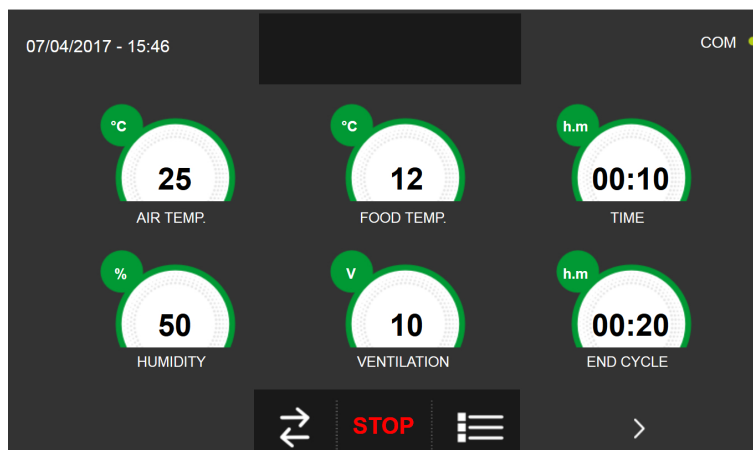 07/04/2017 - 15:46
COM
°C
25
AIR TEMP.
°C
12
FOOD TEMP.
h.m
00:10
TIME
%
50
HUMIDITY
V
10
VENTILATION
h.m
00:20
END CYCLE
STOP